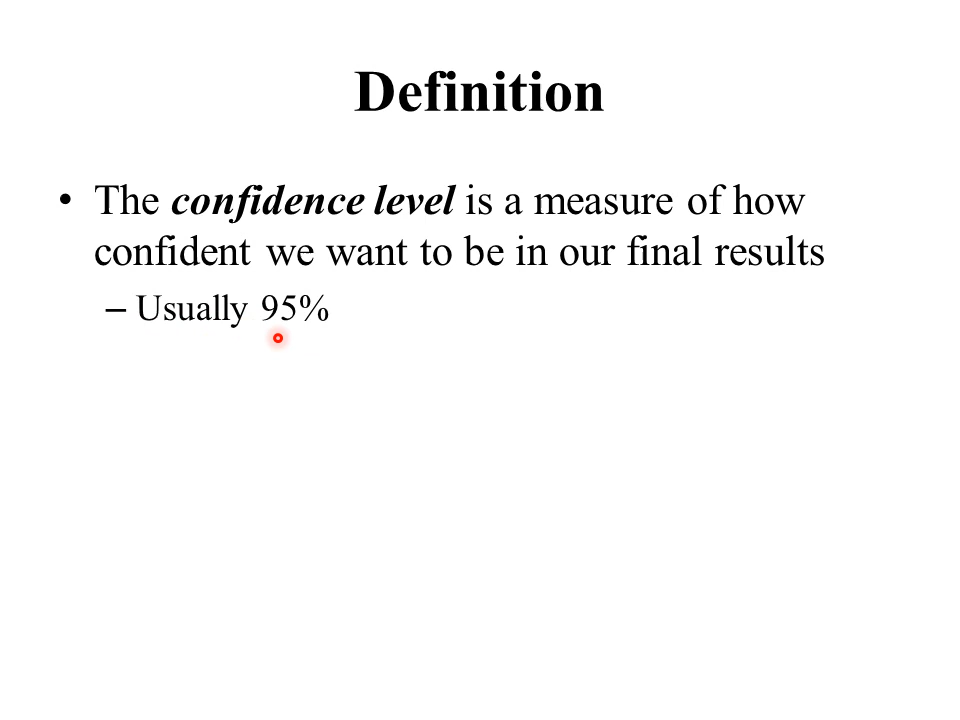 Definition
• The confidence level is a measure of how
confident we want to be in our final results
– Usually 95%